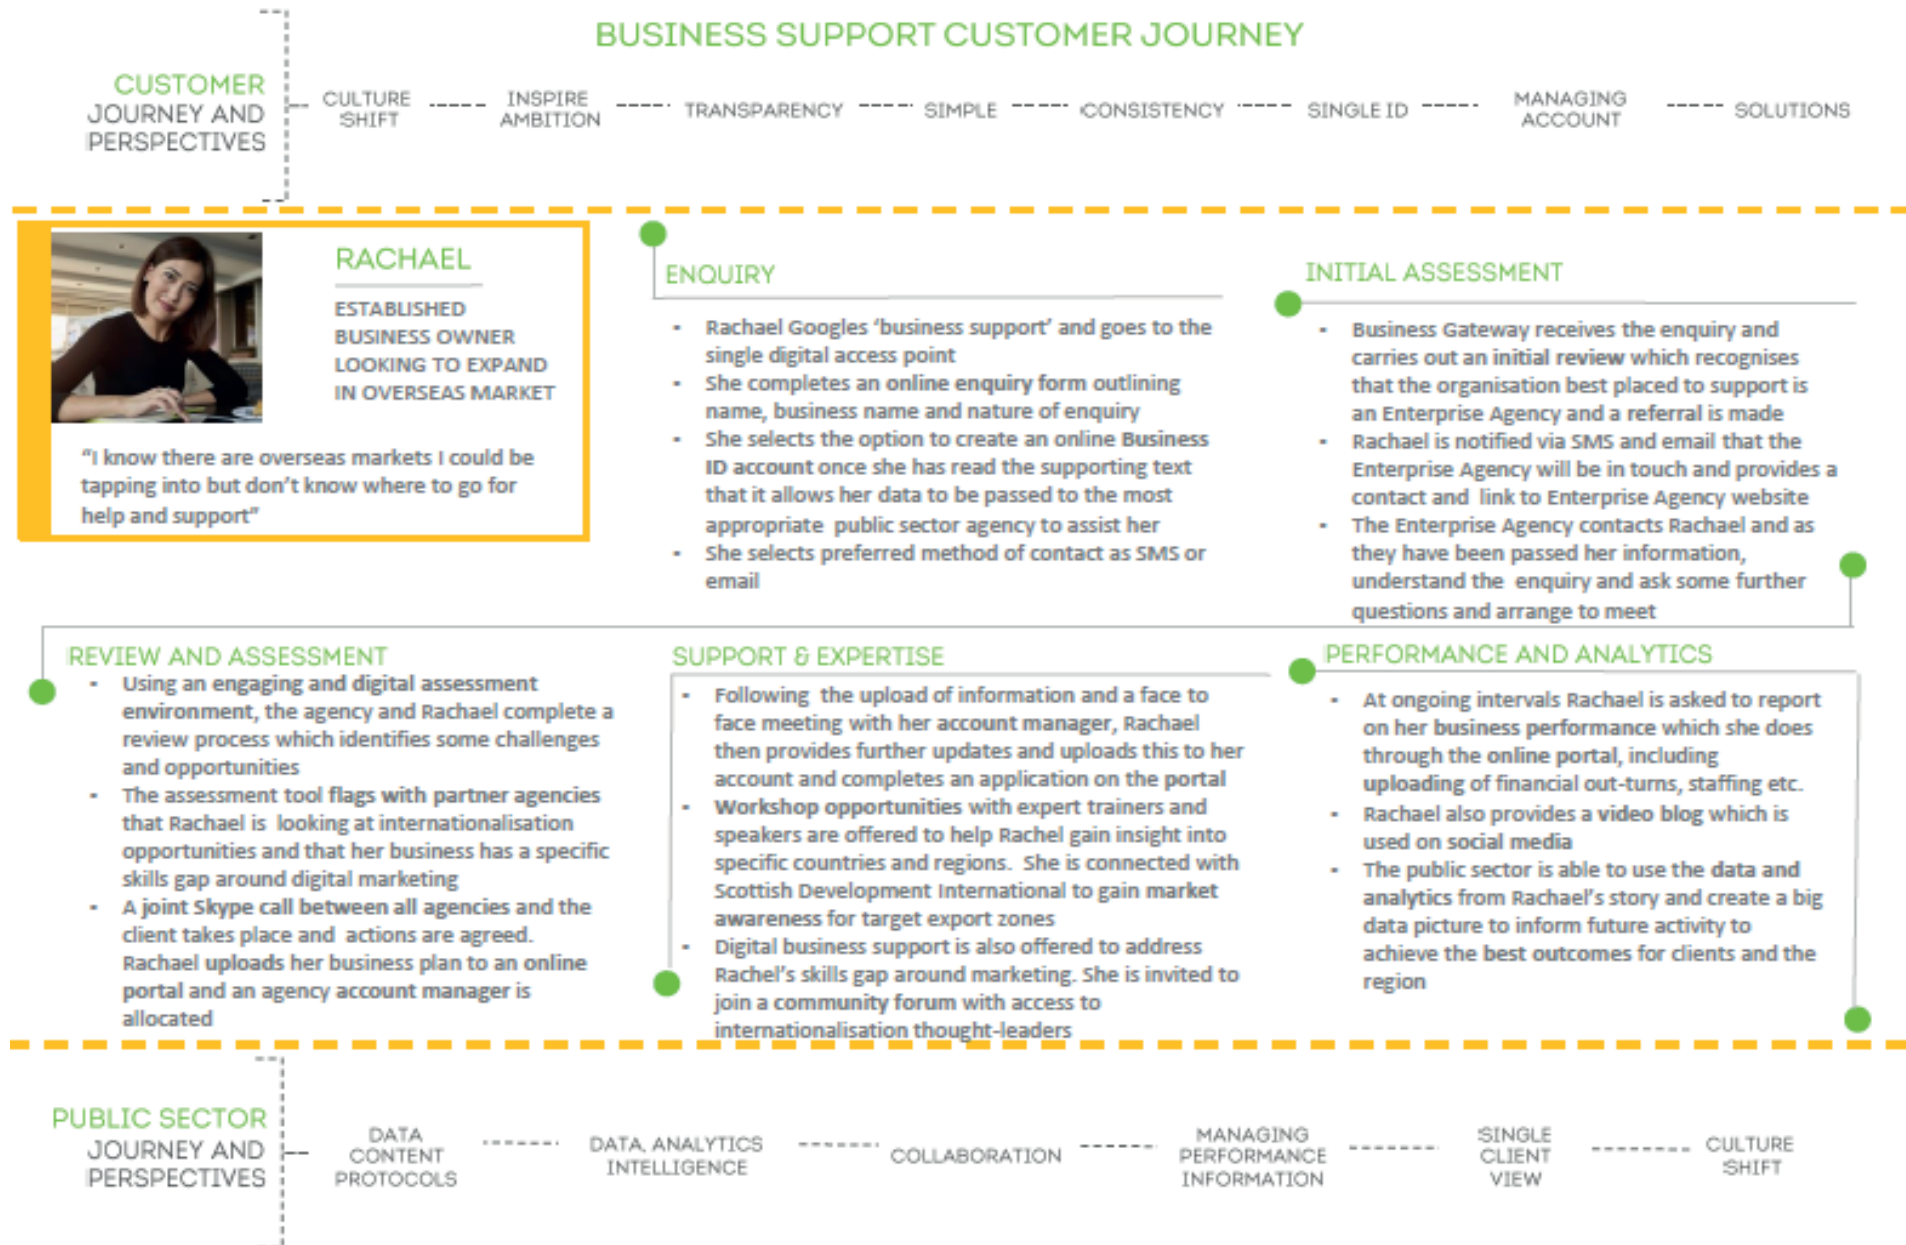 BUSINESS SUPPORT CUSTOMER JOURNEY
CUSTOMER
JOURNEY AND
PERSPECTIVES
CULTURE
SHIFT
INSPIRE
AMBITION
TRANSPARENCY
SIMPLE
CONSISTENCY
SINGLE ID
MANAGING
ACCOUNT
SOLUTIONS
RACHAEL
ESTABLISHED
BUSINESS OWNER
LOOKING TO EXPAND
IN OVERSEAS MARKET
"I know there are overseas markets I could be
tapping into but don't know where to go for
help and support"
ENQUIRY
- Rachael Googles 'business support' and goes to the
single digital access point
- She completes an online enquiry form outlining
name, business name and nature of enquiry
- She selects the option to create an online Business
ID account once she has read the supporting text
that it allows her data to be passed to the most
appropriate public sector agency to assist her
- She selects preferred method of contact as SMS or
email
INITIAL ASSESSMENT
- Business Gateway receives the enquiry and
carries out an initial review which recognises
that the organisation best placed to support is
an Enterprise Agency and a referral is made
- Rachael is notified via SMS and email that the
Enterprise Agency will be in touch and provides a
contact and link to Enterprise Agency website
- The Enterprise Agency contacts Rachael and as
they have been passed her information,
understand the enquiry and ask some further
questions and arrange to meet
REVIEW AND ASSESSMENT
- Using an engaging and digital assessment
environment, the agency and Rachael complete a
review process which identifies some challenges
and opportunities
- The assessment tool flags with partner agencies
that Rachael is looking at internationalisation
opportunities and that her business has a specific
skills gap around digital marketing
- A joint Skype call between all agencies and the
client takes place and actions are agreed.
Rachael uploads her business plan to an online
portal and an agency account manager is
allocated
SUPPORT & EXPERTISE
- Following the upload of information and a face to
face meeting with her account manager, Rachael
then provides further updates and uploads this to her
account and completes an application on the portal
- Workshop opportunities with expert trainers and
speakers are offered to help Rachel gain insight into
specific countries and regions. She is connected with
Scottish Development International to gain market
awareness for target export zones
- Digital business support is also offered to address
Rachel's skills gap around marketing. She is invited to
join a community forum with access to
internationalisation thought-leaders
PERFORMANCE AND ANALYTICS
- At ongoing intervals Rachael is asked to report
on her business performance which she does
through the online portal, including
uploading of financial out-turns, staffing etc.
- Rachael also provides a video blog which is
used on social media
- The public sector is able to use the data and
analytics from Rachael's story and create a big
data picture to inform future activity to
achieve the best outcomes for clients and the
region
PUBLIC SECTOR
JOURNEY AND
PERSPECTIVES
DATA
CONTENT
PROTOCOLS
DATA, ANALYTICS
INTELLIGENCE
COLLABORATION
MANAGING
PERFORMANCE
INFORMATION
SINGLE
CLIENT
VIEW
CULTURE
SHIFT